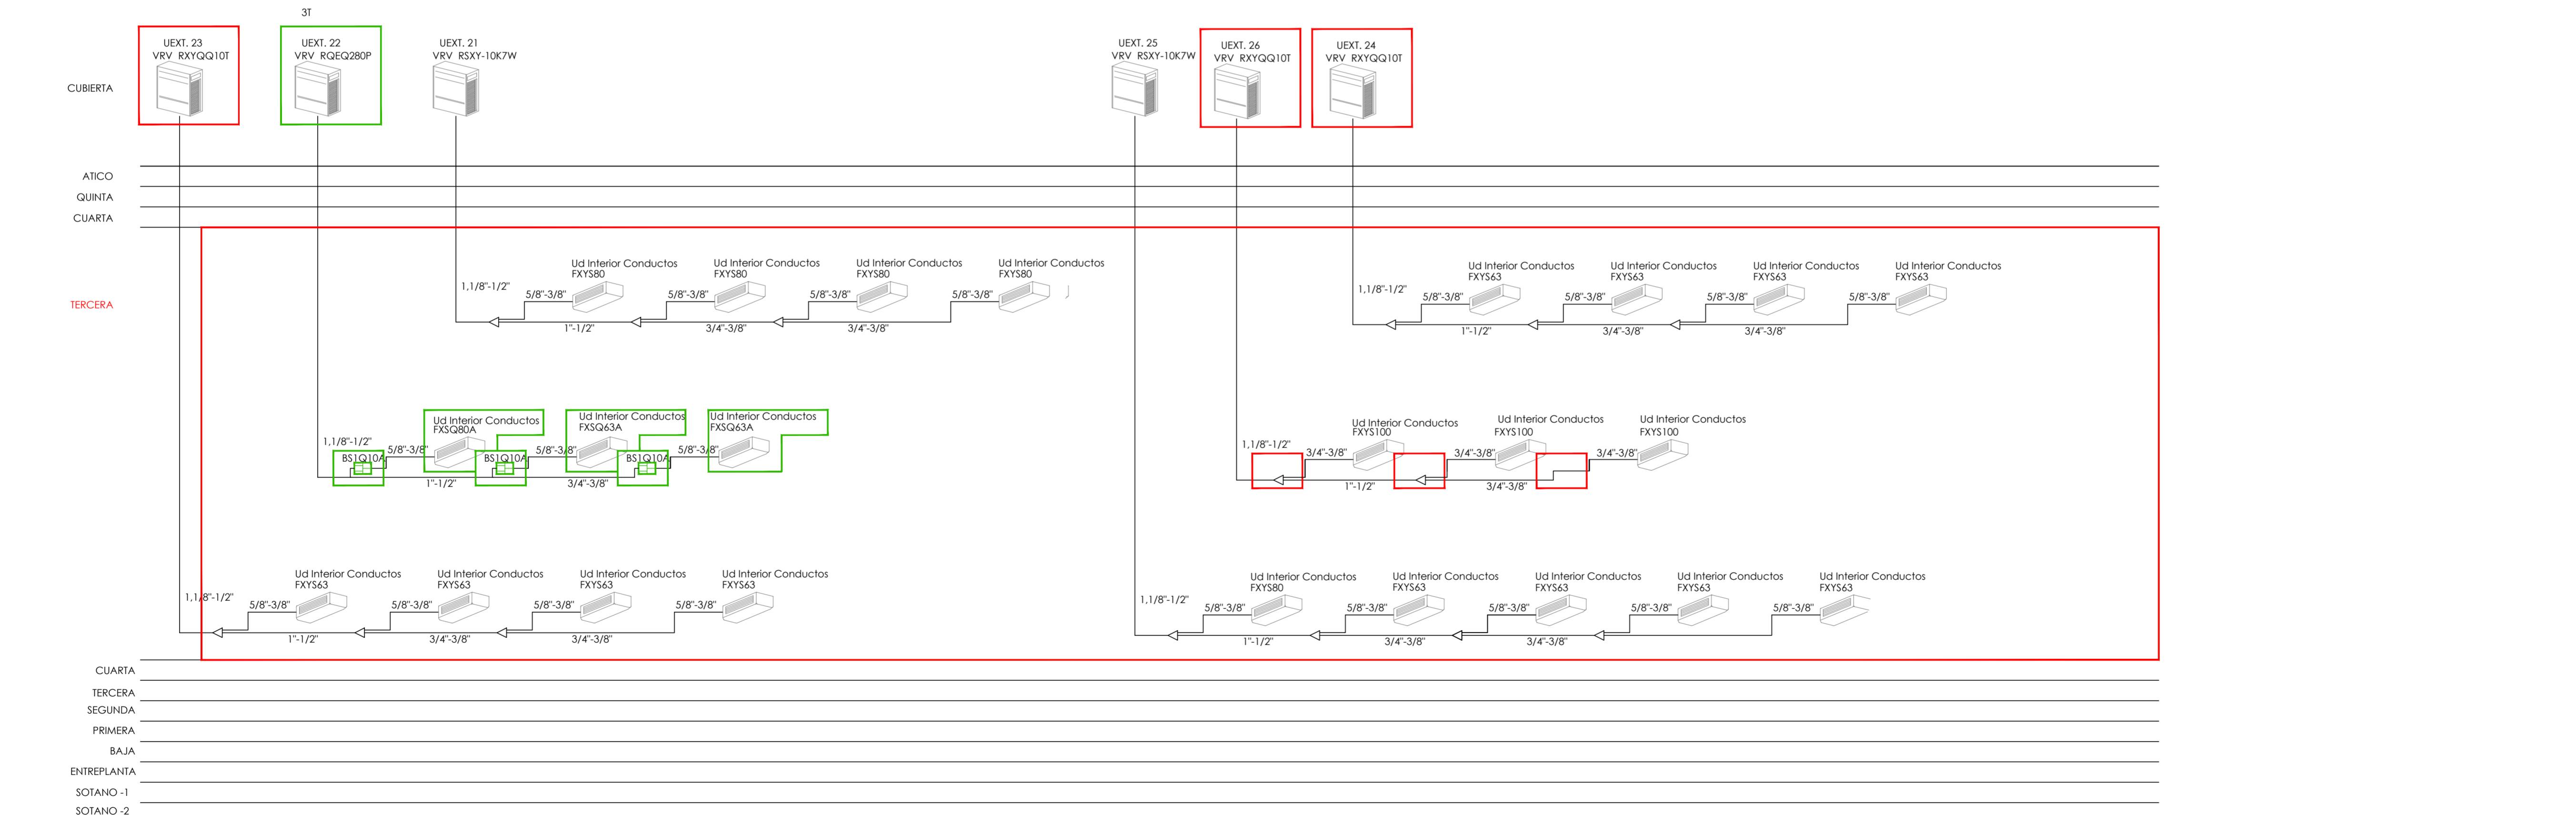 3T
UEXT. 23
VRV RXYQQ10T
UEXT. 22
VRV RQEQ280P
UEXT. 21
VRV RSXY-10K7W
UEXT. 25
VRV RSXY-10K7W
UEXT. 26
VRV RXYQQ10T
UEXT. 24
VRV RXYQQ10T
CUBIERTA
ATICO
QUINTA
CUARTA
TERCERA
1,1/8"-1/2"
Ud Interior Conductos
FXYS80
Ud Interior Conductos
FXYS80
Ud Interior Conductos
FXYS80
Ud Interior Conductos
FXYS80
5/8"-3/8"
5/8"-3/8"
5/8"-3/8"
5/8"-3/8"
1"-1/2"
3/4"-3/8"
3/4"-3/8"
1,1/8"-1/2"
Ud Interior Conductos
FXYS63
Ud Interior Conductos
FXYS63
Ud Interior Conductos
FXYS63
Ud Interior Conductos
FXYS63
5/8"-3/8"
5/8"-3/8"
5/8"-3/8"
5/8"-3/8"
1"-1/2"
3/4"-3/8"
3/4"-3/8"
1,1/8"-1/2"
Ud Interior Conductos
FXSQ80A
Ud Interior Conductos
FXSQ63A
Ud Interior Conductos
FXSQ63A
5/8"-3/8"
5/8"-3/8"
5/8"-3/8"
BS1Q10A
BS1Q10A
BS1Q10A
1"-1/2"
3/4"-3/8"
1,1/8"-1/2"
Ud Interior Conductos
FXYS100
Ud Interior Conductos
FXYS100
Ud Interior Conductos
FXYS100
3/4"-3/8"
3/4"-3/8"
3/4"-3/8"
1"-1/2"
3/4"-3/8"
1,1/8"-1/2"
Ud Interior Conductos
FXYS63
Ud Interior Conductos
FXYS63
Ud Interior Conductos
FXYS63
Ud Interior Conductos
FXYS63
5/8"-3/8"
5/8"-3/8"
5/8"-3/8"
5/8"-3/8"
1"-1/2"
3/4"-3/8"
3/4"-3/8"
1,1/8"-1/2"
Ud Interior Conductos
FXYS80
Ud Interior Conductos
FXYS63
Ud Interior Conductos
FXYS63
Ud Interior Conductos
FXYS63
Ud Interior Conductos
FXYS63
5/8"-3/8"
5/8"-3/8"
5/8"-3/8"
5/8"-3/8"
5/8"-3/8"
1"-1/2"
3/4"-3/8"
3/4"-3/8"
CUARTA
TERCERA
SEGUNDA
PRIMERA
BAJA
ENTREPLANTA
SOTANO -1
SOTANO -2